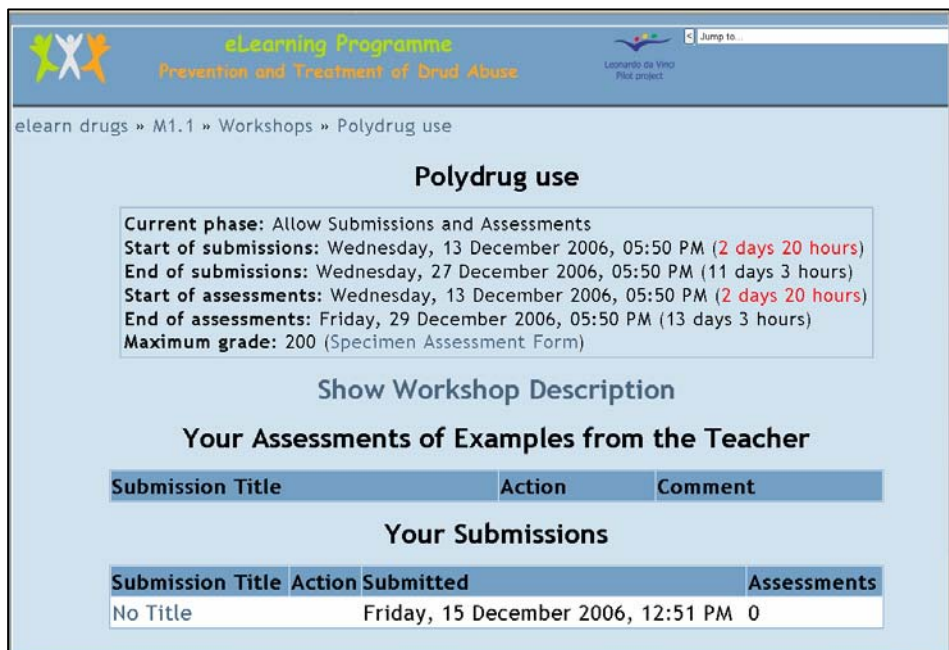 eLearning Programme
Prevention and Treatment of Drud Abuse
Leonardo da Vinci
Pilot project
< Jump to...
elearn drugs » M1.1 » Workshops » Polydrug use
Polydrug use
Current phase: Allow Submissions and Assessments
Start of submissions: Wednesday, 13 December 2006, 05:50 PM (2 days 20 hours)
End of submissions: Wednesday, 27 December 2006, 05:50 PM (11 days 3 hours)
Start of assessments: Wednesday, 13 December 2006, 05:50 PM (2 days 20 hours)
End of assessments: Friday, 29 December 2006, 05:50 PM (13 days 3 hours)
Maximum grade: 200 (Specimen Assessment Form)
Show Workshop Description
Your Assessments of Examples from the Teacher
Submission Title Action Comment
Your Submissions
Submission Title Action Submitted Assessments
No Title Friday, 15 December 2006, 12:51 PM 0